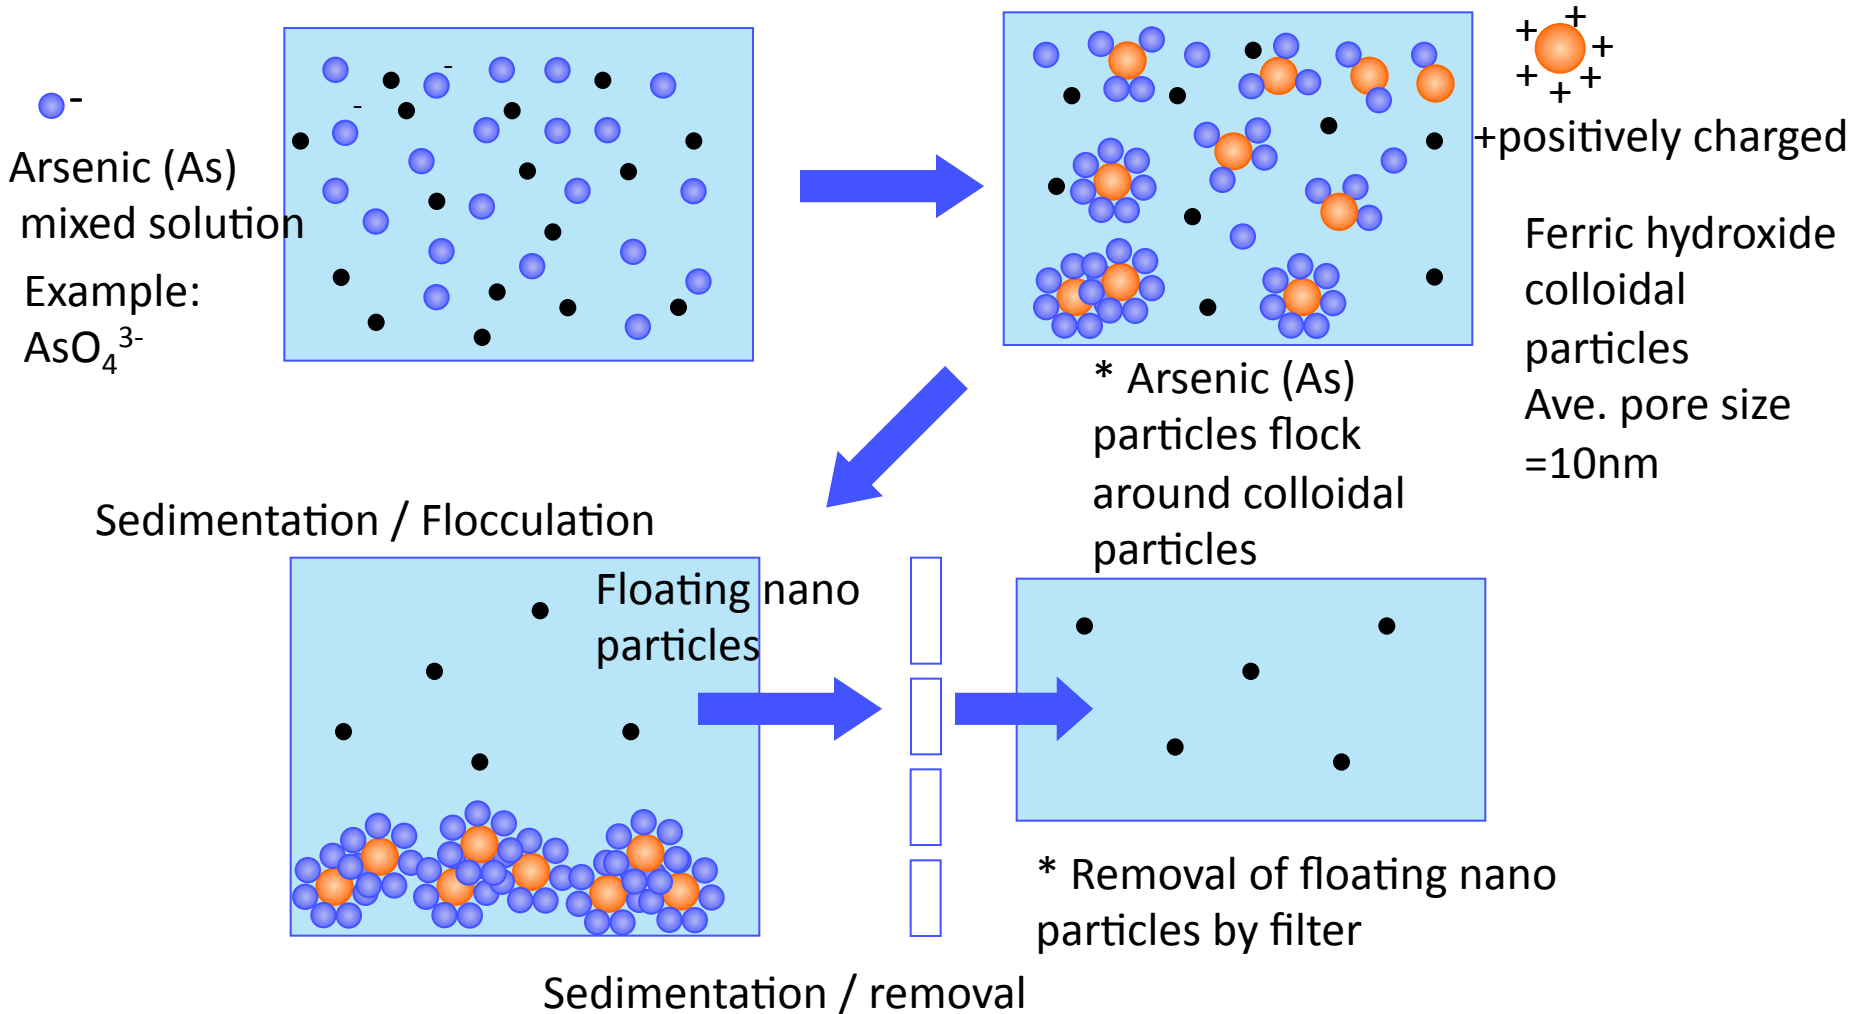 -
Arsenic (As)
mixed solution
Example:
AsO₄³⁻
-
-
+
+
+
+
+
+
+positively charged
Ferric hydroxide
colloidal
particles
Ave. pore size
=10nm
* Arsenic (As)
particles flock
around colloidal
particles
Sedimentation / Flocculation
Floating nano
particles
* Removal of floating nano
particles by filter
Sedimentation / removal